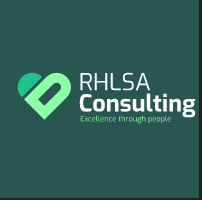 RHLSA
Consulting
Excellence through people